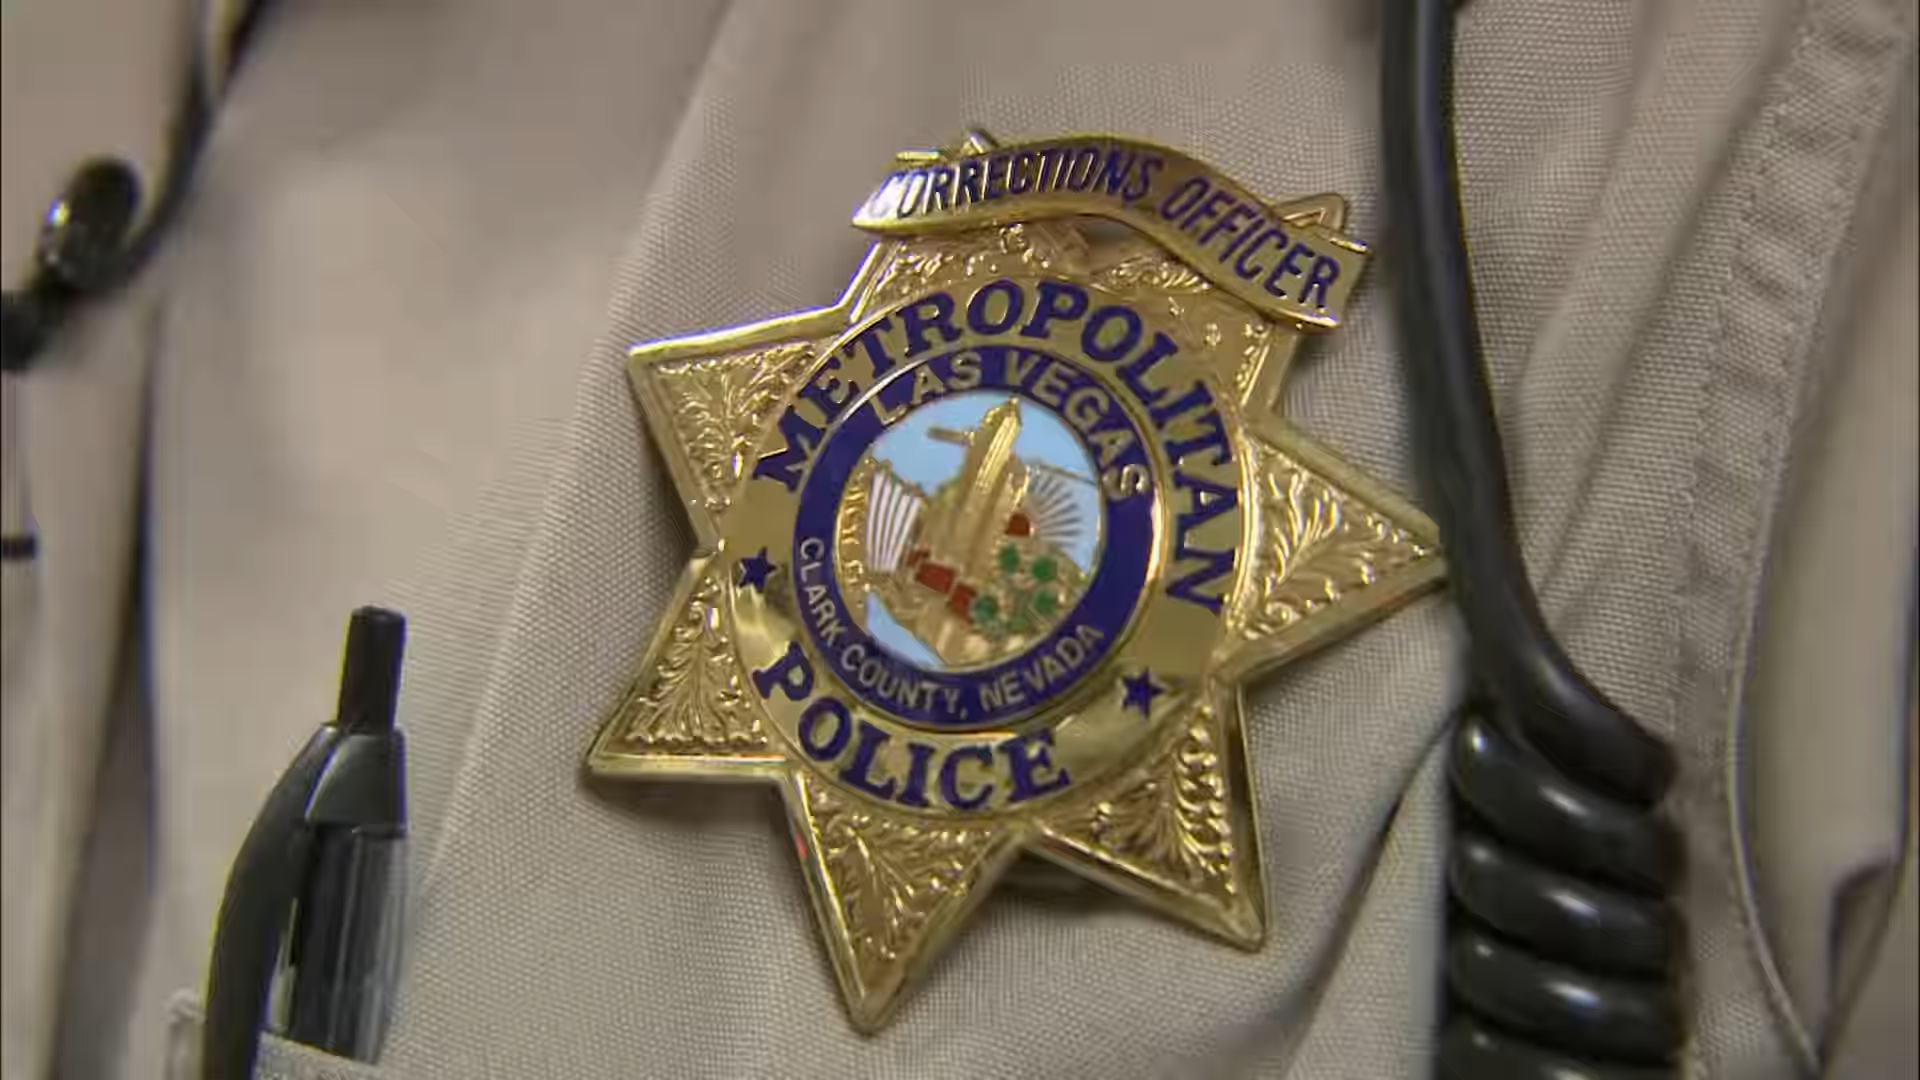 CORRECTIONS OFFICER
METROPOLITAN
LAS VEGAS
CLARK COUNTY, NEVADA
POLICE